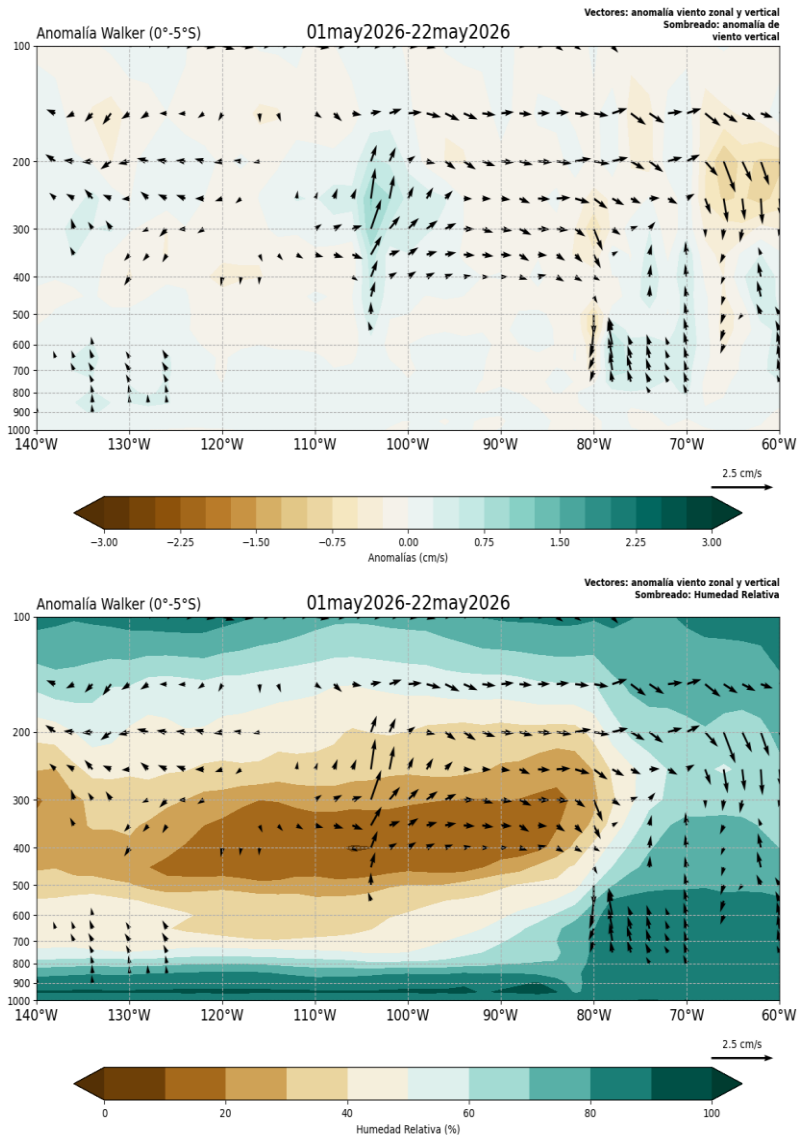 Vectores: anomalía viento zonal y vertical
Sombreado: anomalía de
viento vertical
Anomalía Walker (0°-5°S)
01may2026-22may2026
100
200
300
400
500
600
700
800
900
1000
140°W 130°W 120°W 110°W 100°W 90°W 80°W 70°W 60°W
2.5 cm/s
−3.00 −2.25 −1.50 −0.75 0.00 0.75 1.50 2.25 3.00
Anomalías (cm/s)
Vectores: anomalía viento zonal y vertical
Sombreado: Humedad Relativa
Anomalía Walker (0°-5°S)
01may2026-22may2026
100
200
300
400
500
600
700
800
900
1000
140°W 130°W 120°W 110°W 100°W 90°W 80°W 70°W 60°W
2.5 cm/s
0 20 40 60 80 100
Humedad Relativa (%)